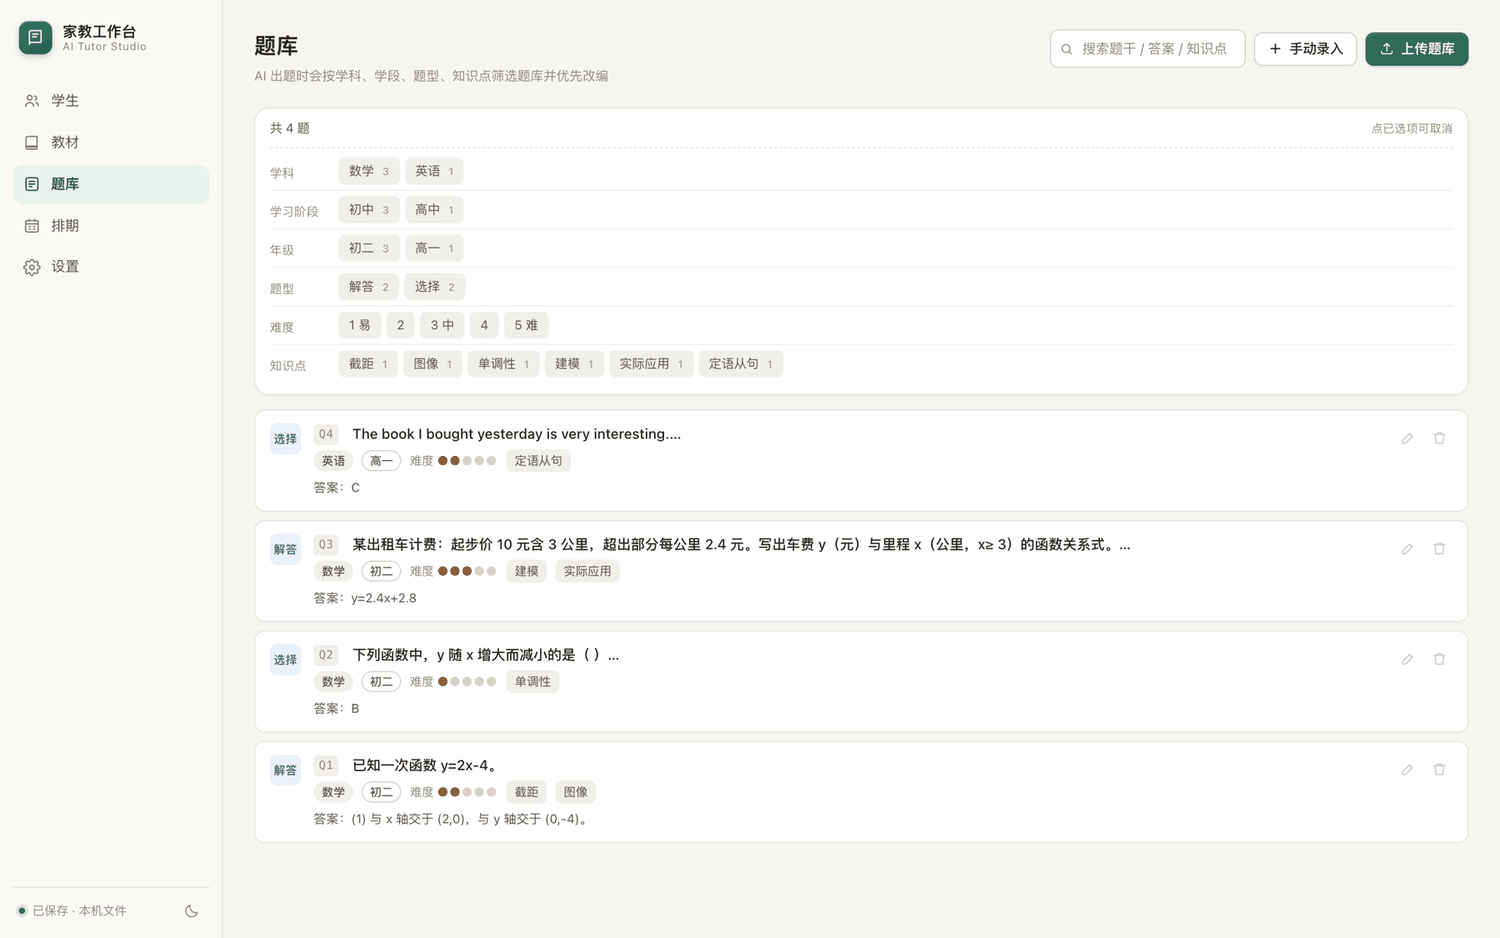 家教工作台
AI Tutor Studio
学生
教材
题库
排期
设置
已保存 · 本机文件
题库
AI 出题时会按学科、学段、题型、知识点筛选题库并优先改编
搜索题干 / 答案 / 知识点
手动录入
上传题库
共 4 题
点已选项可取消
学科 数学 3 英语 1
学习阶段 初中 3 高中 1
年级 初二 3 高一 1
题型 解答 2 选择 2
难度 1 易 2 3 中 4 5 难
知识点 截距 1 图像 1 单调性 1 建模 1 实际应用 1 定语从句 1
选择 Q4 The book I bought yesterday is very interesting....
英语 高一 难度 定语从句
答案：C
解答 Q3 某出租车计费：起步价 10 元含 3 公里，超出部分每公里 2.4 元。写出车费 y（元）与里程 x（公里，x≥ 3）的函数关系式。...
数学 初二 难度 建模 实际应用
答案：y=2.4x+2.8
选择 Q2 下列函数中，y 随 x 增大而减小的是（ ）...
数学 初二 难度 单调性
答案：B
解答 Q1 已知一次函数 y=2x-4。
数学 初二 难度 截距 图像
答案：(1) 与 x 轴交于 (2,0)，与 y 轴交于 (0,-4)。